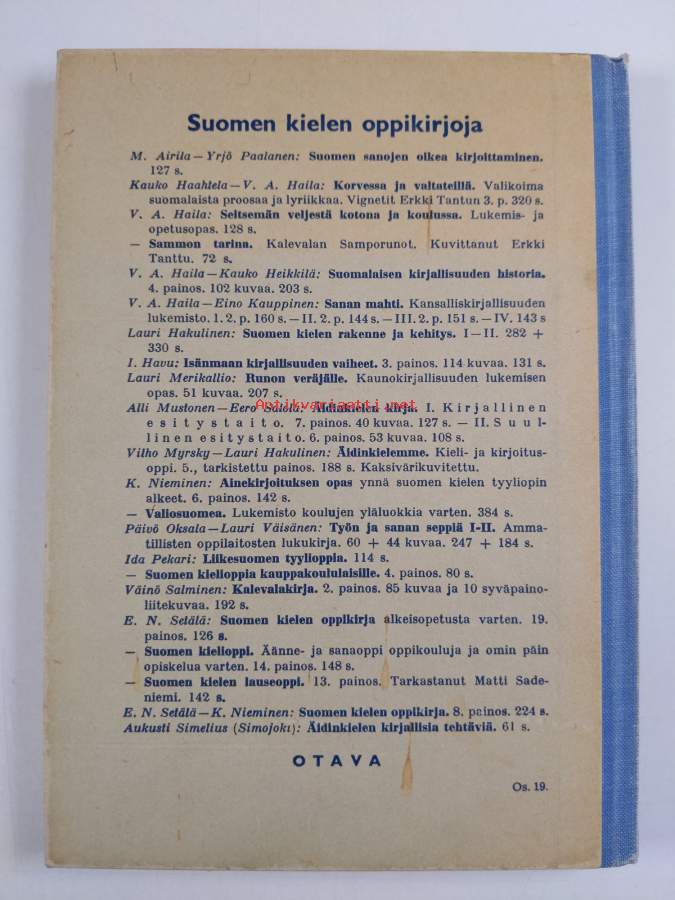 Suomen kielen oppikirjoja
M. Airila—Yrjö Paalanen: Suomen sanojen oikea kirjoittaminen.
127 s.
Kauko Haahtela—V. A. Haila: Korvessa ja valtateillä. Valikoima
suomalaista proosaa ja lyriikkaa. Vignetit Erkki Tantun 3. p. 320 s.
V. A. Haila: Seitsemän veljestä kotona ja koulussa. Lukemis- ja
opetusopas. 128 s.
— Sammon tarina. Kalevalan Samporunot. Kuvittanut Erkki
Tanttu. 72 s.
V. A. Haila—Kauko Heikkilä: Suomalaisen kirjallisuuden historia.
4. painos. 102 kuvaa. 203 s.
V. A. Haila—Eino Kauppinen: Sanan mahti. Kansalliskirjallisuuden
lukemisto. 1. 2. p. 160 s. — II. 2. p. 144 s. — III. 2. p. 151 s. — IV. 143 s
Lauri Hakulinen: Suomen kielen rakenne ja kehitys. I—II. 282 +
330 s.
I. Havu: Isänmaan kirjallisuuden vaiheet. 3. painos. 114 kuvaa. 131 s.
Lauri Merikallio: Runon veräjälle. Kaunokirjallisuuden lukemisen
opas. 51 kuvaa. 207 s.
Antikvariaatti.net
Alli Mustonen—Eero Salola: Äidinkielen kirja. I. Kirjallinen
esitystaito. 7. painos. 40 kuvaa. 127 s. — II. Suul-
linen esitystaito. 6. painos. 53 kuvaa. 108 s.
Vilho Myrsky—Lauri Hakulinen: Äidinkielemme. Kieli- ja kirjoitus-
oppi. 5., tarkistettu painos. 188 s. Kaksivärikuvitettu.
K. Nieminen: Ainekirjoituksen opas ynnä suomen kielen tyyliopin
alkeet. 6. painos. 142 s.
— Valiosuomea. Lukemisto koulujen yläluokkia varten. 384 s.
Päivö Oksala—Lauri Väisänen: Työn ja sanan seppiä I-II. Amma-
tillisten oppilaitosten lukukirja. 60 + 44 kuvaa. 247 + 184 s.
Ida Pekari: Liikesuomen tyylioppia. 114 s.
— Suomen kielioppia kauppakoululaisille. 4. painos. 80 s.
Väinö Salminen: Kalevalakirja. 2. painos. 85 kuvaa ja 10 syväpaino-
liitekuvaa. 192 s.
E. N. Setälä: Suomen kielen oppikirja alkeisopetusta varten. 19.
painos. 126 s.
— Suomen kielioppi. Äänne- ja sanaoppi oppikouluja ja omin päin
opiskelua varten. 14. painos. 148 s.
— Suomen kielen lauseoppi. 13. painos. Tarkastanut Matti Sade-
niemi. 142 s.
E. N. Setälä—K. Nieminen: Suomen kielen oppikirja. 8. painos. 224 s.
Aukusti Simelius (Simojoki): Äidinkielen kirjallisia tehtäviä. 61 s.
OTAVA
Os. 19.